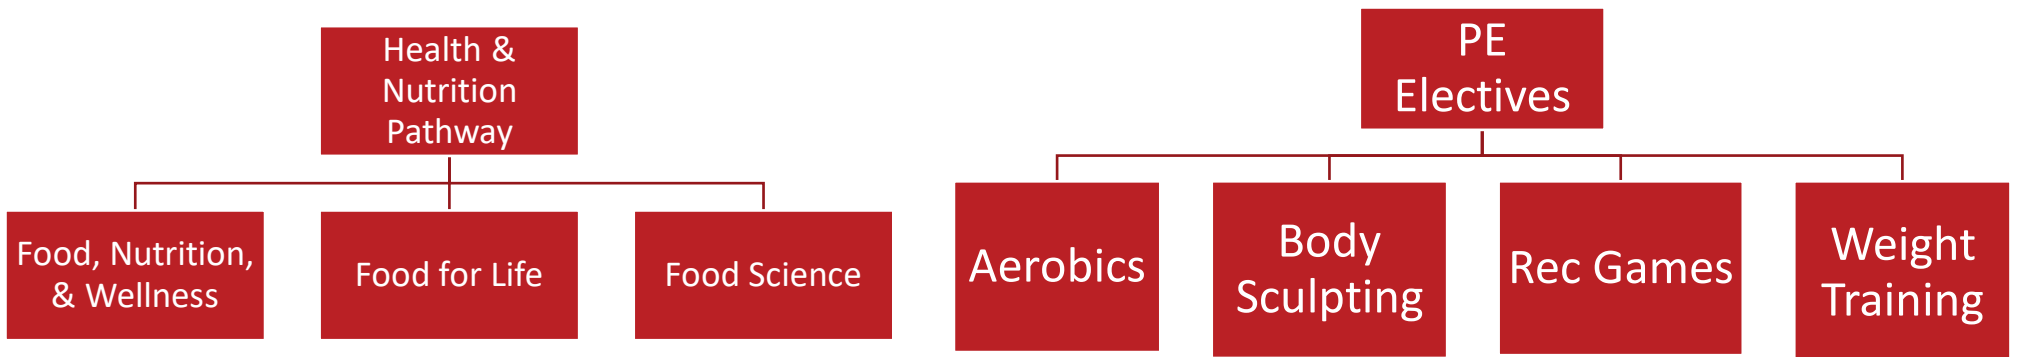 Health &
Nutrition
Pathway
Food, Nutrition,
& Wellness
Food for Life
Food Science
PE
Electives
Aerobics
Body
Sculpting
Rec Games
Weight
Training